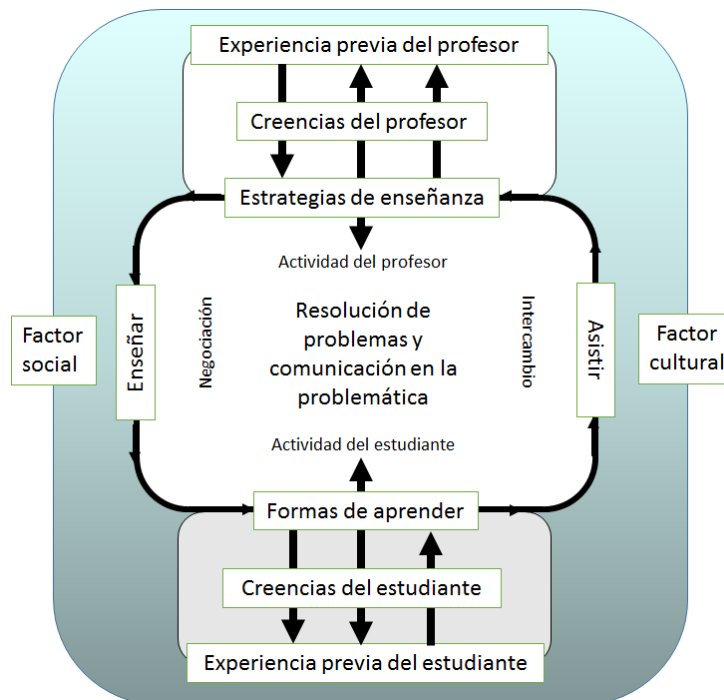 Experiencia previa del profesor
Creencias del profesor
Estrategias de enseñanza
Actividad del profesor
Factor
social
Enseñar
Negociación
Resolución de
problemas y
comunicación en la
problemática
Intercambio
Asistir
Factor
cultural
Actividad del estudiante
Formas de aprender
Creencias del estudiante
Experiencia previa del estudiante